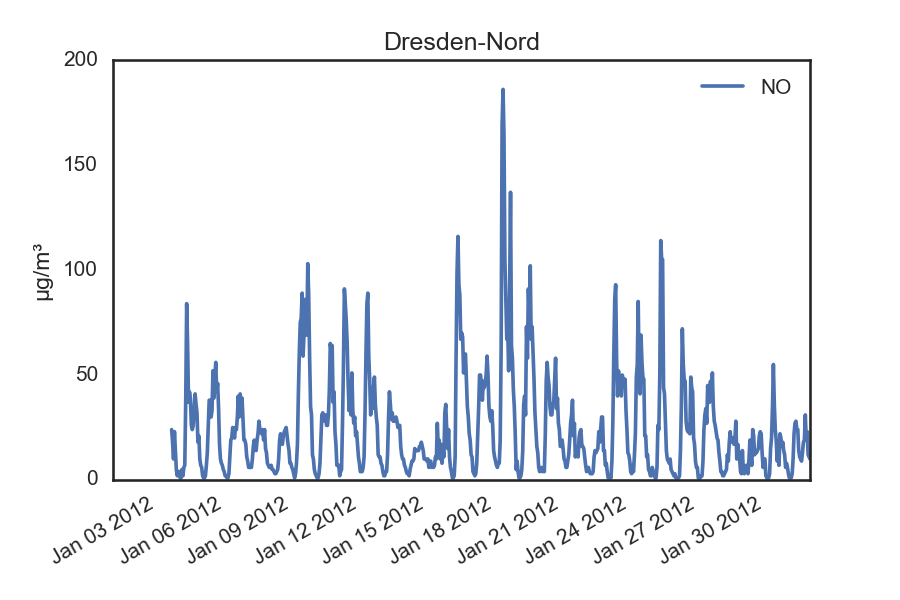 Dresden-Nord
200
150
100
50
0
µg/m³
NO
Jan 03 2012
Jan 06 2012
Jan 09 2012
Jan 12 2012
Jan 15 2012
Jan 18 2012
Jan 21 2012
Jan 24 2012
Jan 27 2012
Jan 30 2012